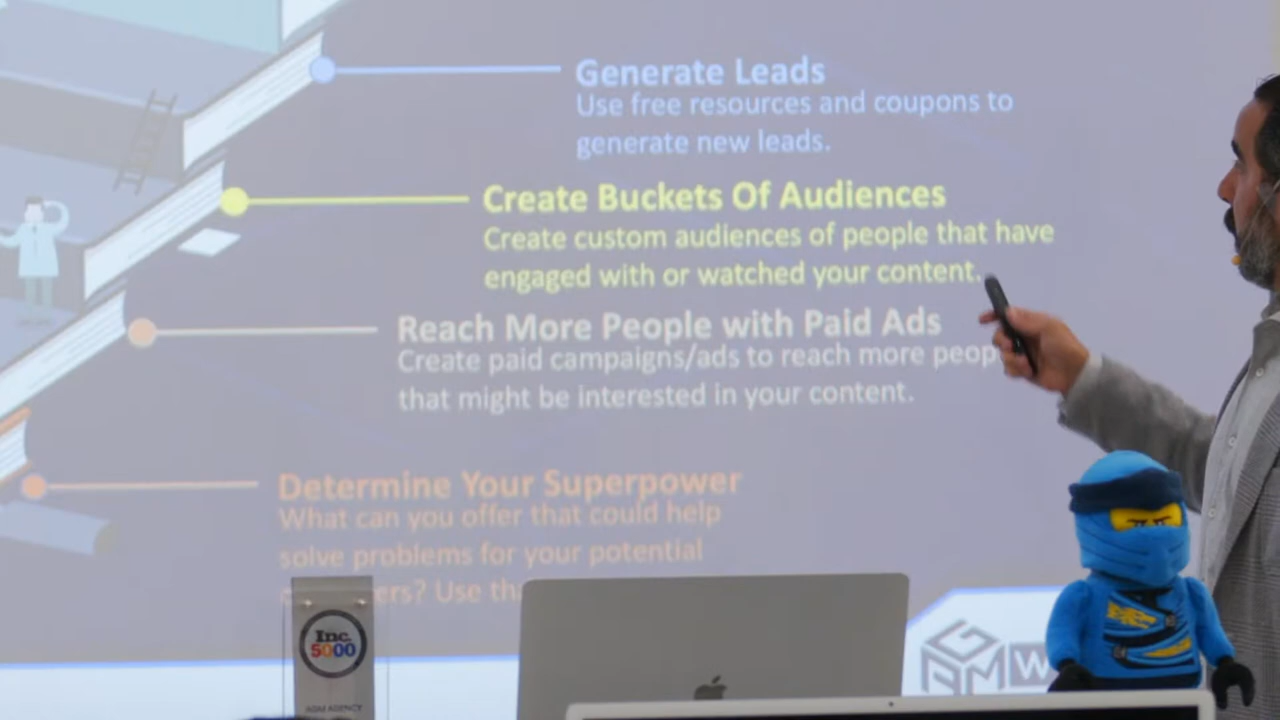 Generate Leads
Use free resources and coupons to
generate new leads.
Create Buckets Of Audiences
Create custom audiences of people that have
engaged with or watched your content.
Reach More People with Paid Ads
Create paid campaigns/ads to reach more peop
that might be interested in your content.
Determine Your Superpower
What can you offer that could help
solve problems for your potential
ers? Use
Inc.
5000
AGENCY
W